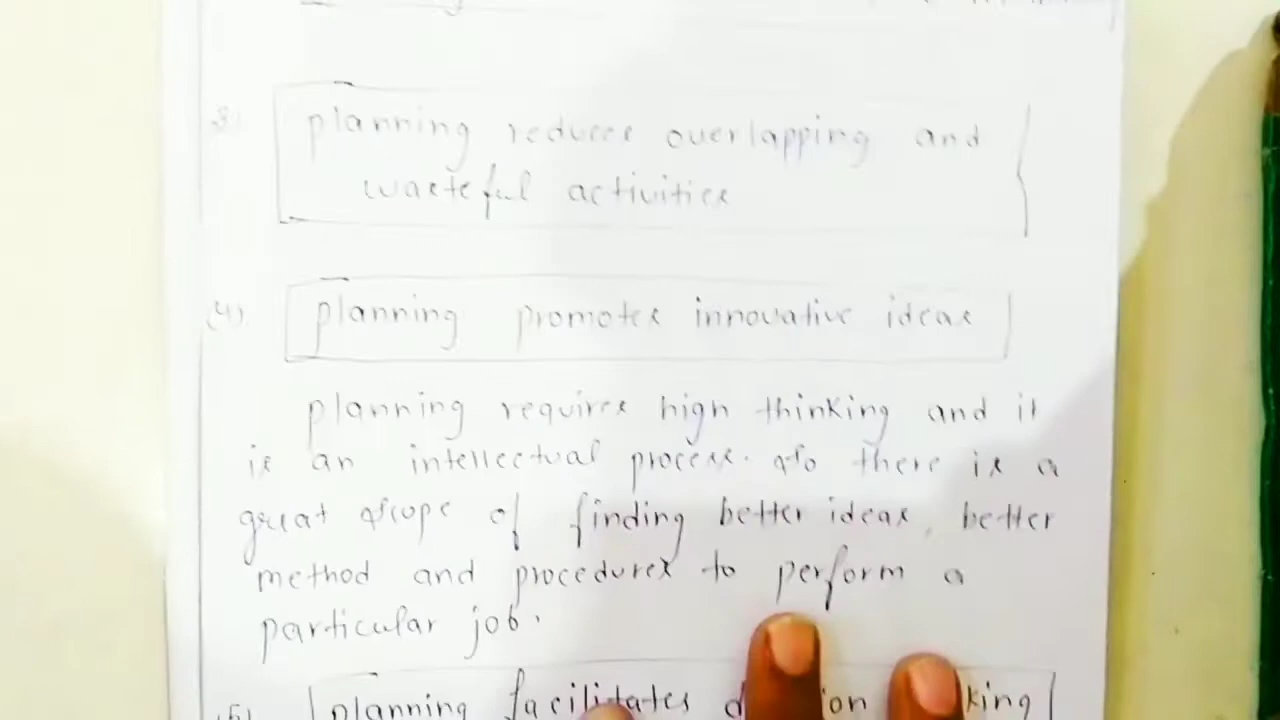 3) planning reduces overlapping and
wasteful activities
(4). planning promotes innovative ideas
planning requires high thinking and it
is an intellectual process. So there is a
great scope of finding better ideas, better
method and procedures to perform a
particular job.
(5) planning facilitates